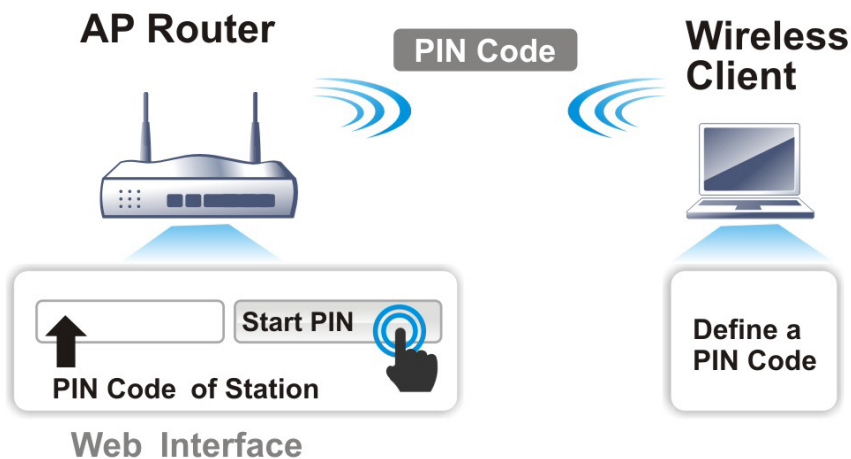 AP Router
PIN Code
Wireless
Client
Start PIN
PIN Code of Station
Web Interface
Define a
PIN Code